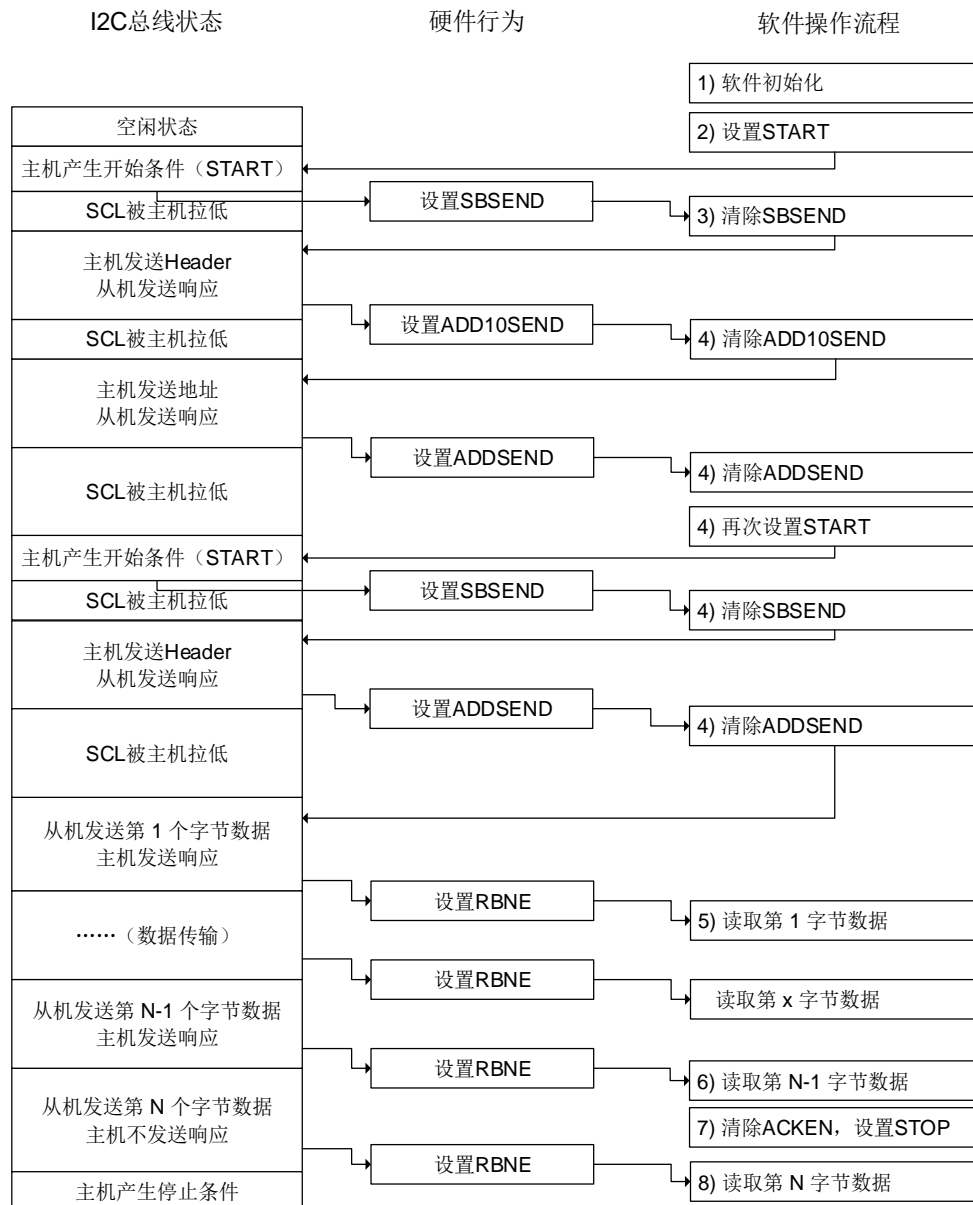 I2C总线状态
硬件行为
软件操作流程
1) 软件初始化
空闲状态
2) 设置START
主机产生开始条件（START）
设置SBSEND
SCL被主机拉低
3) 清除SBSEND
主机发送Header
从机发送响应
设置ADD10SEND
SCL被主机拉低
4) 清除ADD10SEND
主机发送地址
从机发送响应
设置ADDSEND
4) 清除ADDSEND
SCL被主机拉低
4) 再次设置START
主机产生开始条件（START）
设置SBSEND
SCL被主机拉低
4) 清除SBSEND
主机发送Header
从机发送响应
设置ADDSEND
4) 清除ADDSEND
SCL被主机拉低
从机发送第 1 个字节数据
主机发送响应
设置RBNE
5) 读取第 1 字节数据
……（数据传输）
设置RBNE
读取第 x 字节数据
从机发送第 N-1 个字节数据
主机发送响应
设置RBNE
6) 读取第 N-1 字节数据
从机发送第 N 个字节数据
主机不发送响应
7) 清除ACKEN，设置STOP
设置RBNE
8) 读取第 N 字节数据
主机产生停止条件